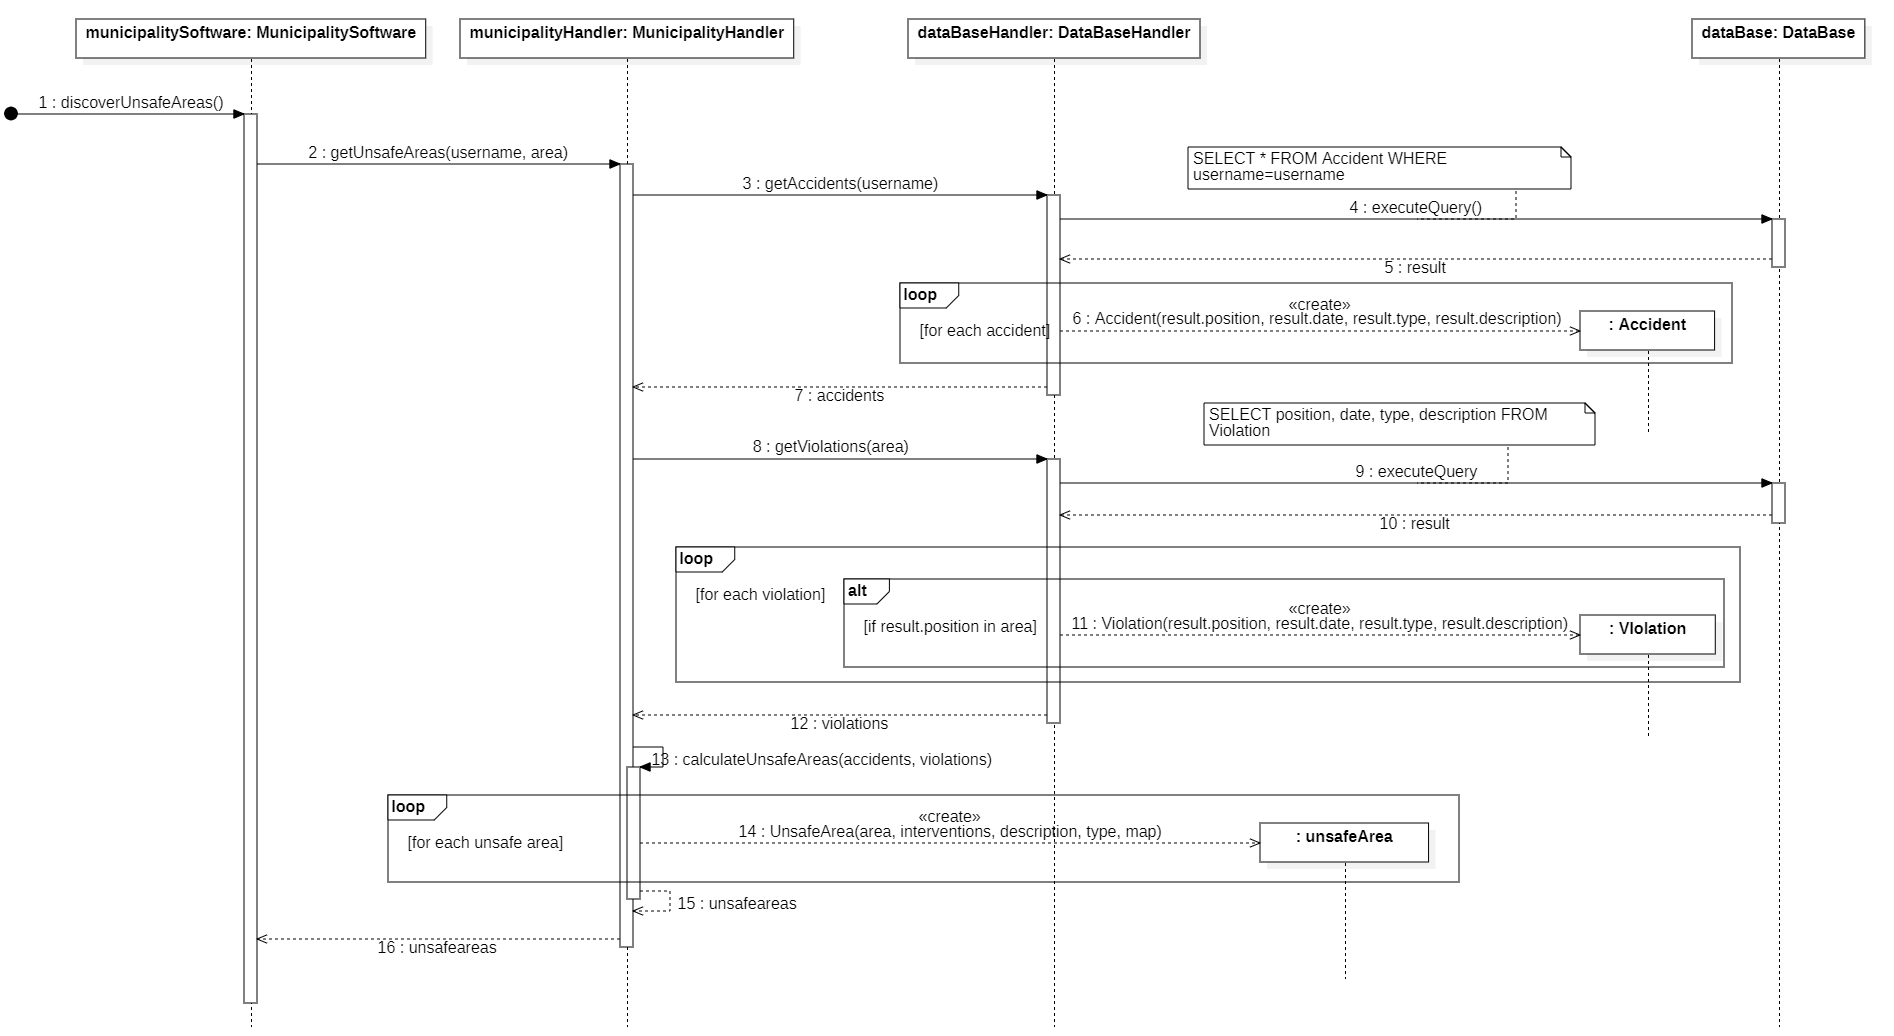 municipalitySoftware: MunicipalitySoftware
municipalityHandler: MunicipalityHandler
dataBaseHandler: DataBaseHandler
dataBase: DataBase
1 : discoverUnsafeAreas()
2 : getUnsafeAreas(username, area)
SELECT * FROM Accident WHERE
username=username
3 : getAccidents(username)
4 : executeQuery()
5 : result
loop
[for each accident]
«create»
6 : Accident(result.position, result.date, result.type, result.description)
: Accident
7 : accidents
SELECT position, date, type, description FROM
Violation
8 : getViolations(area)
9 : executeQuery
10 : result
loop
[for each violation]
alt
[if result.position in area]
«create»
11 : Violation(result.position, result.date, result.type, result.description)
: VIolation
12 : violations
13 : calculateUnsafeAreas(accidents, violations)
loop
[for each unsafe area]
«create»
14 : UnsafeArea(area, interventions, description, type, map)
: unsafeArea
15 : unsafeareas
16 : unsafeareas